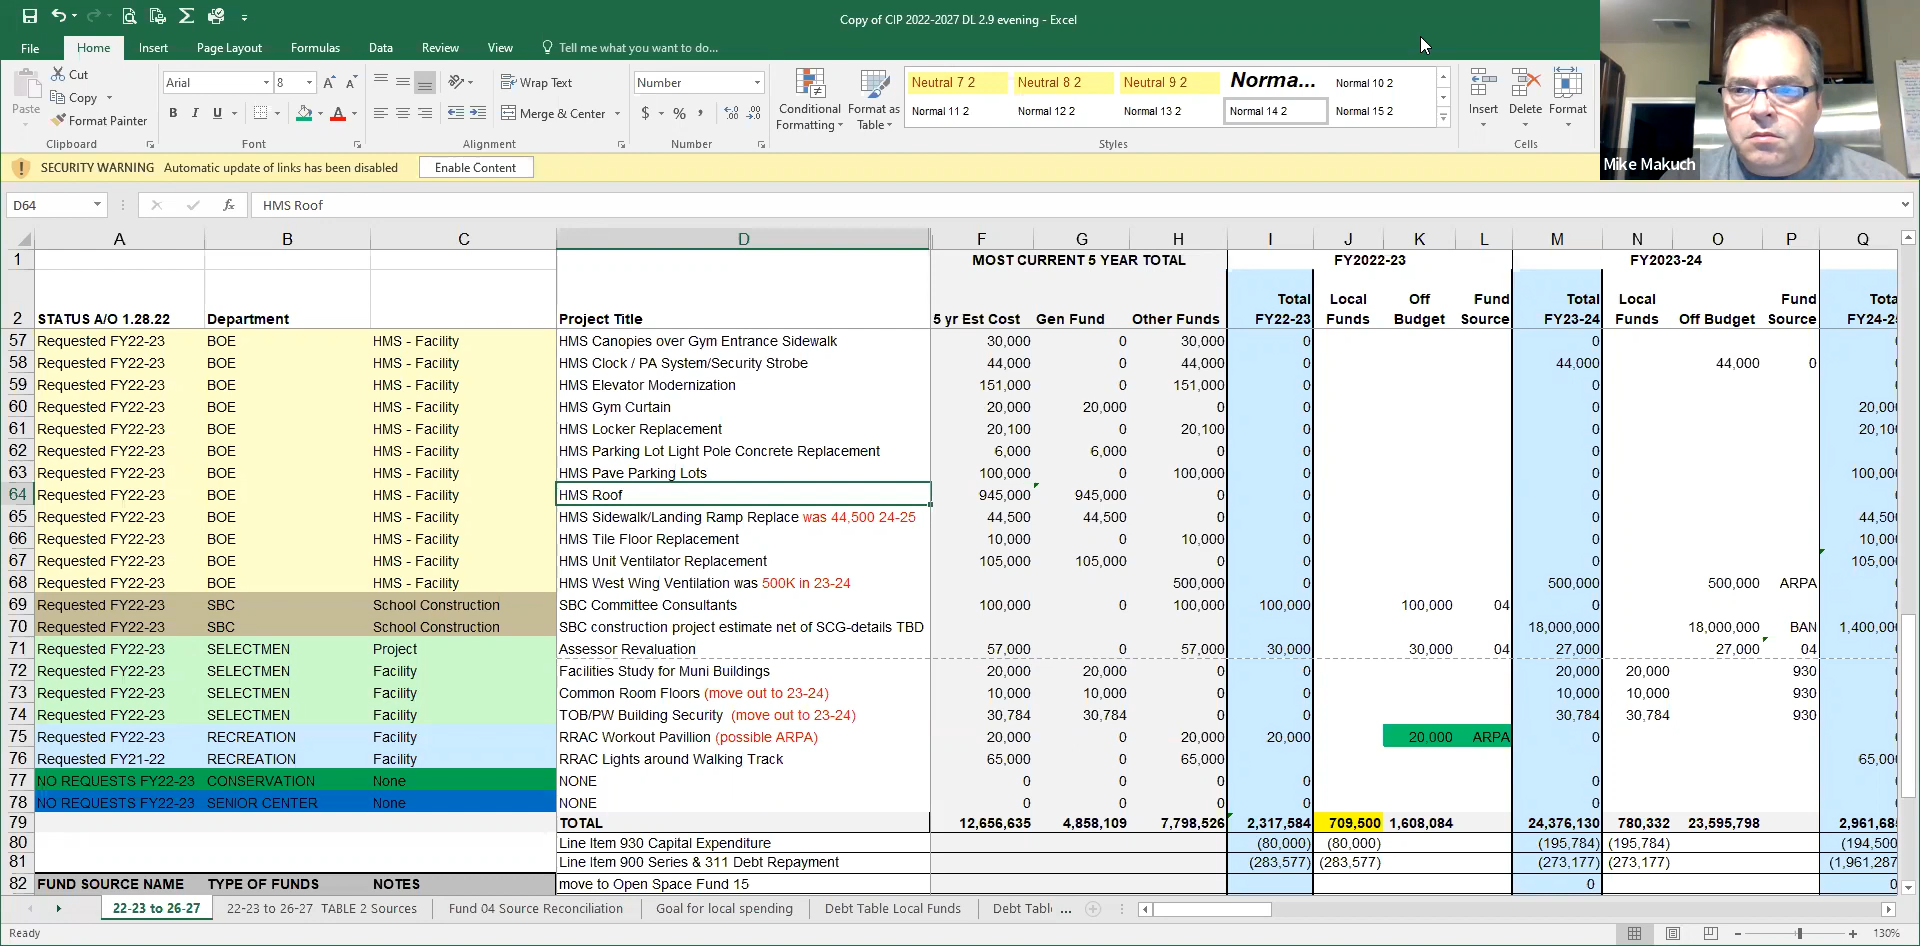 Copy of CIP 2022-2027 DL 2.9 evening - Excel
File Home Insert Page Layout Formulas Data Review View Tell me what you want to do...
Paste Cut Copy Format Painter Clipboard
Arial 8 B I U A Font
Wrap Text Merge & Center Alignment
Number $ % , Number
Conditional Formatting Format as Table
Neutral 7 2 Neutral 8 2 Neutral 9 2 Norma... Normal 10 2
Normal 11 2 Normal 12 2 Normal 13 2 Normal 14 2 Normal 15 2
Styles
Insert Delete Format Cells
Mike Makuch
SECURITY WARNING Automatic update of links has been disabled Enable Content
D64 fx HMS Roof
A B C D F G H I J K L M N O P Q
1 MOST CURRENT 5 YEAR TOTAL FY2022-23 FY2023-24
Total Local Off Fund Total Local Fund Tota
2 STATUS A/O 1.28.22 Department Project Title 5 yr Est Cost Gen Fund Other Funds FY22-23 Funds Budget Source FY23-24 Funds Off Budget Source FY24-2
57 Requested FY22-23 BOE HMS - Facility HMS Canopies over Gym Entrance Sidewalk 30,000 0 30,000 0 0
58 Requested FY22-23 BOE HMS - Facility HMS Clock / PA System/Security Strobe 44,000 0 44,000 0 44,000 44,000 0
59 Requested FY22-23 BOE HMS - Facility HMS Elevator Modernization 151,000 0 151,000 0 0
60 Requested FY22-23 BOE HMS - Facility HMS Gym Curtain 20,000 20,000 0 0 0 20,00
61 Requested FY22-23 BOE HMS - Facility HMS Locker Replacement 20,100 0 20,100 0 0 20,10
62 Requested FY22-23 BOE HMS - Facility HMS Parking Lot Light Pole Concrete Replacement 6,000 6,000 0 0 0
63 Requested FY22-23 BOE HMS - Facility HMS Pave Parking Lots 100,000 0 100,000 0 0 100,00
64 Requested FY22-23 BOE HMS - Facility HMS Roof 945,000 945,000 0 0 0
65 Requested FY22-23 BOE HMS - Facility HMS Sidewalk/Landing Ramp Replace was 44,500 24-25 44,500 44,500 0 0 0 44,50
66 Requested FY22-23 BOE HMS - Facility HMS Tile Floor Replacement 10,000 0 10,000 0 0 10,00
67 Requested FY22-23 BOE HMS - Facility HMS Unit Ventilator Replacement 105,000 105,000 0 0 0 105,00
68 Requested FY22-23 BOE HMS - Facility HMS West Wing Ventilation was 500K in 23-24 500,000 0 500,000 500,000 ARPA
69 Requested FY22-23 SBC School Construction SBC Committee Consultants 100,000 0 100,000 100,000 100,000 04 0
70 Requested FY22-23 SBC School Construction SBC construction project estimate net of SCG-details TBD 18,000,000 18,000,000 BAN 1,400,00
71 Requested FY22-23 SELECTMEN Project Assessor Revaluation 57,000 0 57,000 30,000 30,000 04 27,000 27,000 04
72 Requested FY22-23 SELECTMEN Facility Facilities Study for Muni Buildings 20,000 20,000 0 0 20,000 20,000 930
73 Requested FY22-23 SELECTMEN Facility Common Room Floors (move out to 23-24) 10,000 10,000 0 0 10,000 10,000 930
74 Requested FY22-23 SELECTMEN Facility TOB/PW Building Security (move out to 23-24) 30,784 30,784 0 0 30,784 30,784 930
75 Requested FY22-23 RECREATION Facility RRAC Workout Pavillion (possible ARPA) 20,000 0 20,000 20,000 20,000 ARPA 0
76 Requested FY21-22 RECREATION Facility RRAC Lights around Walking Track 65,000 0 65,000 0 0 65,00
77 NO REQUESTS FY22-23 CONSERVATION None NONE 0 0 0 0 0
78 NO REQUESTS FY22-23 SENIOR CENTER None NONE 0 0 0 0 0
79 TOTAL 12,656,635 4,858,109 7,798,526 2,317,584 709,500 1,608,084 24,376,130 780,332 23,595,798 2,961,68
80 Line Item 930 Capital Expenditure (80,000) (80,000) (195,784) (195,784) (194,500
81 Line Item 900 Series & 311 Debt Repayment (283,577) (283,577) (273,177) (273,177) (1,961,287
82 FUND SOURCE NAME TYPE OF FUNDS NOTES move to Open Space Fund 15 0
22-23 to 26-27 22-23 to 26-27 TABLE 2 Sources Fund 04 Source Reconciliation Goal for local spending Debt Table Local Funds Debt Tabl ...
Ready 130%